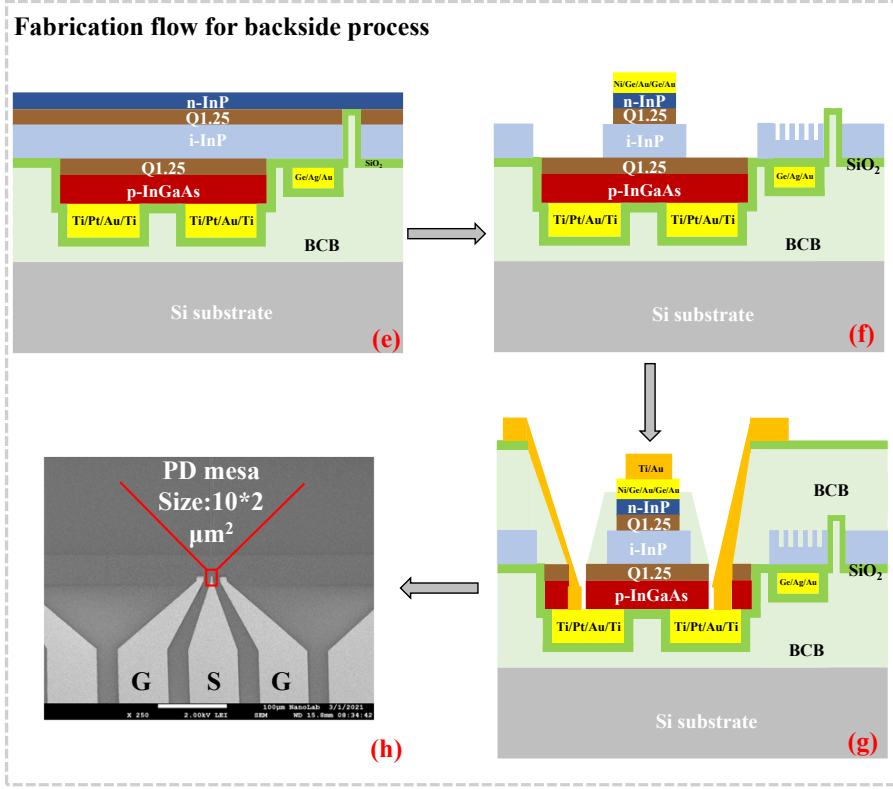 Fabrication flow for backside process
n-InP
Q1.25
i-InP
Q1.25
p-InGaAs
Ti/Pt/Au/Ti
Ti/Pt/Au/Ti
Ge/Ag/Au
SiO2
BCB
Si substrate
(e)
Ni/Ge/Au/Ge/Au
n-InP
Q1.25
i-InP
Q1.25
p-InGaAs
Ti/Pt/Au/Ti
Ti/Pt/Au/Ti
Ge/Ag/Au
SiO2
BCB
Si substrate
(f)
PD mesa
Size:10*2
μm2
G
S
G
100μm NanoLab 3/1/2021
X 250 2.00kV LEI SEM WD 15.8mm 08:34:42
(h)
Ti/Au
Ni/Ge/Au/Ge/Au
n-InP
Q1.25
i-InP
Q1.25
p-InGaAs
Ti/Pt/Au/Ti
Ti/Pt/Au/Ti
Ge/Ag/Au
BCB
SiO2
BCB
Si substrate
(g)